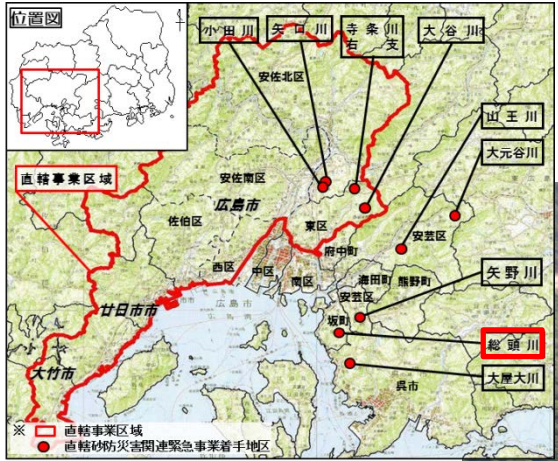 位置図
小田川
矢口川
寺条川
右支
大谷川
安佐北区
山王川
大元谷川
直轄事業区域
安佐南区
広島市
佐伯区
東区
安芸区
府中町
西区
中区
南区
海田町
熊野町
矢野川
安芸区
廿日市市
広島市
坂町
総頭川
大竹市
大屋大川
呉市
※ 直轄事業区域
直轄砂防災害関連緊急事業着手地区